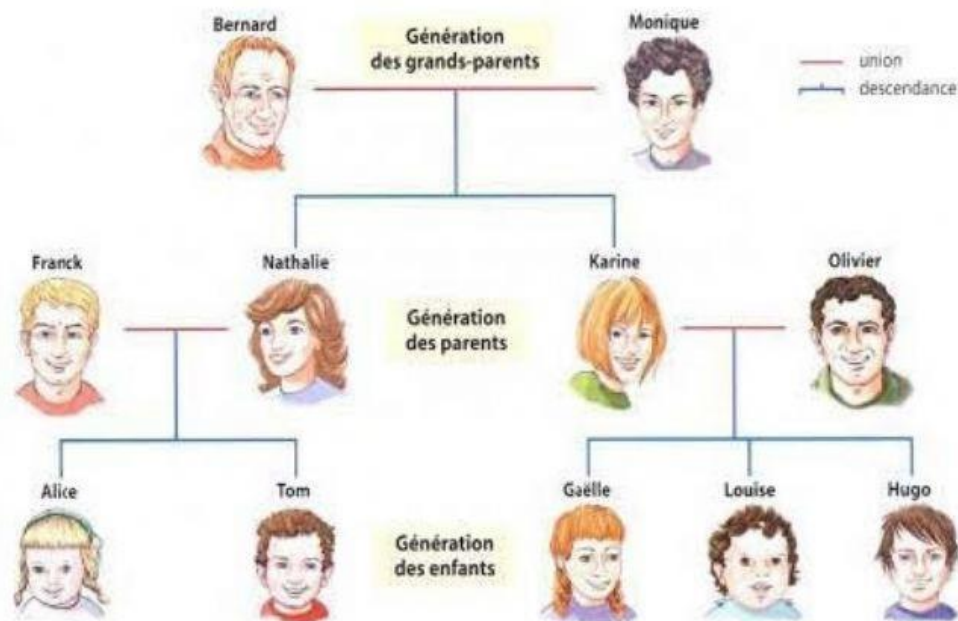 Bernard
Génération
des grands-parents
Monique
union
descendance
Franck
Nathalie
Karine
Olivier
Génération
des parents
Alice
Tom
Gaëlle
Louise
Hugo
Génération
des enfants